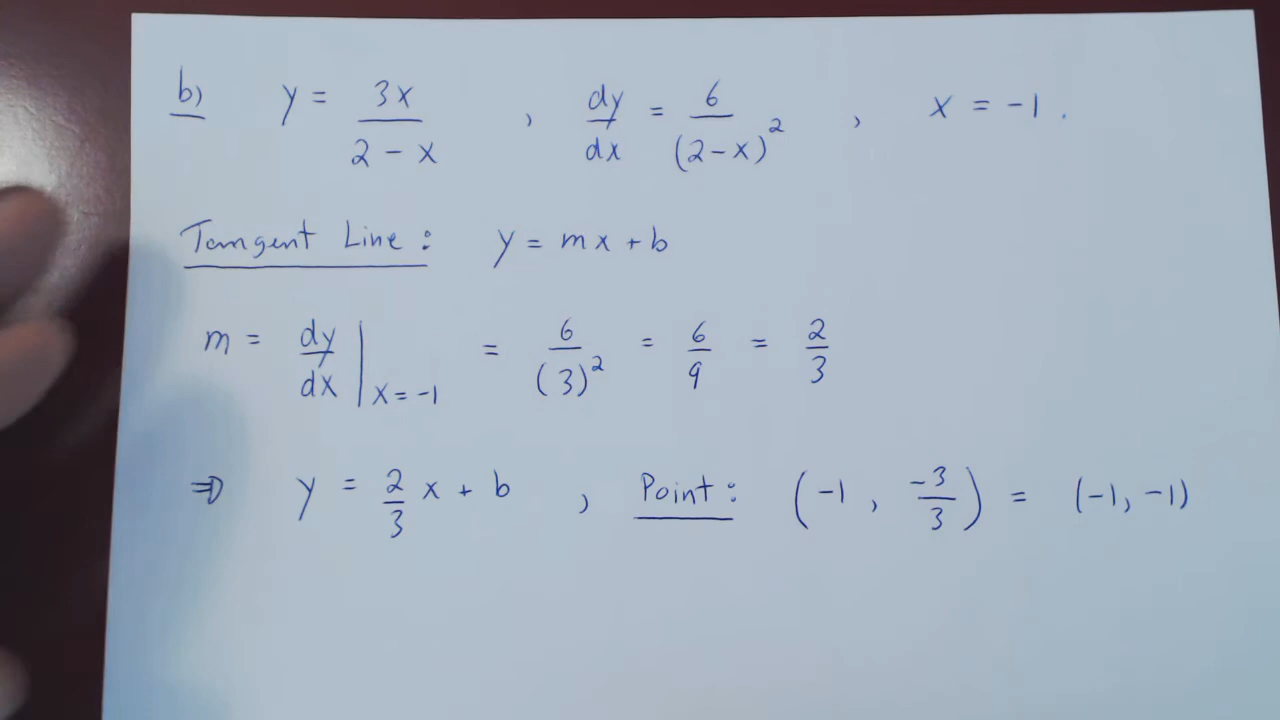 b) y = 3x / (2 - x) , dy/dx = 6 / (2-x)² , x = -1 .
Tangent Line: y = mx + b
m = dy/dx | x = -1 = 6 / (3)² = 6/9 = 2/3
⇒ y = 2/3 x + b , Point: (-1, -3/3) = (-1, -1)